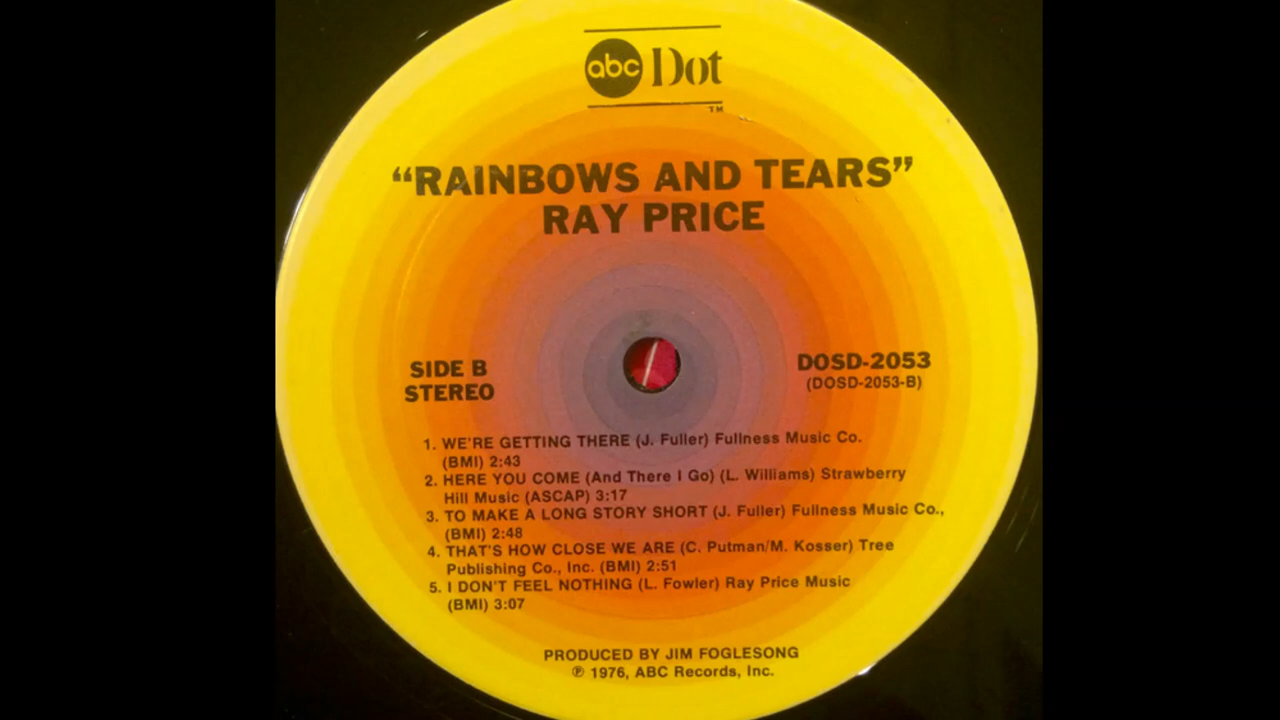 abc Dot
TM
"RAINBOWS AND TEARS"
RAY PRICE
SIDE B
STEREO
DOSD-2053
(DOSD-2053-B)
1. WE'RE GETTING THERE (J. Fuller) Fullness Music Co.
(BMI) 2:43
2. HERE YOU COME (And There I Go) (L. Williams) Strawberry
Hill Music (ASCAP) 3:17
3. TO MAKE A LONG STORY SHORT (J. Fuller) Fullness Music Co.,
(BMI) 2:48
4. THAT'S HOW CLOSE WE ARE (C. Putman/M. Kosser) Tree
Publishing Co., Inc. (BMI) 2:51
5. I DON'T FEEL NOTHING (L. Fowler) Ray Price Music
(BMI) 3:07
PRODUCED BY JIM FOGLESONG
℗ 1976, ABC Records, Inc.